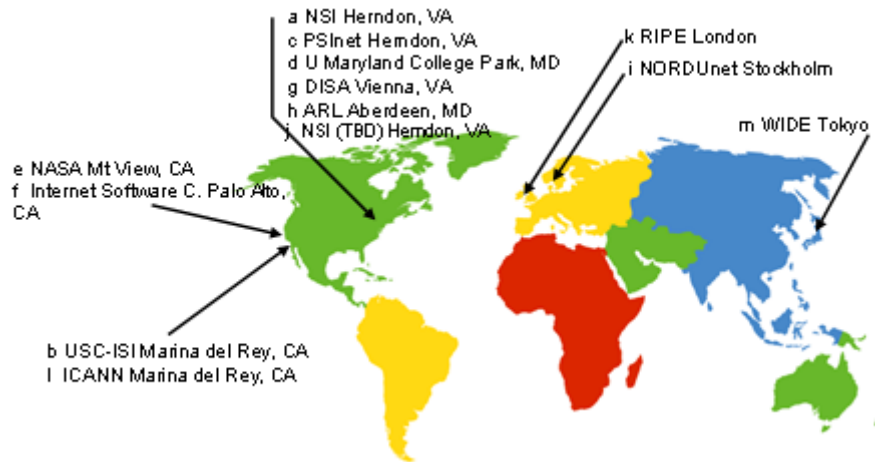 a NSI Herndon, VA
c PSInet Herndon, VA
d U Maryland College Park, MD
g DISA Vienna, VA
h ARL Aberdeen, MD
j NSI (TBD) Herndon, VA
k RIPE London
i NORDUnet Stockholm
m WIDE Tokyo
e NASA Mt View, CA
f Internet Software C. Palo Alto,
CA
b USC-ISI Marina del Rey, CA
l ICANN Marina del Rey, CA